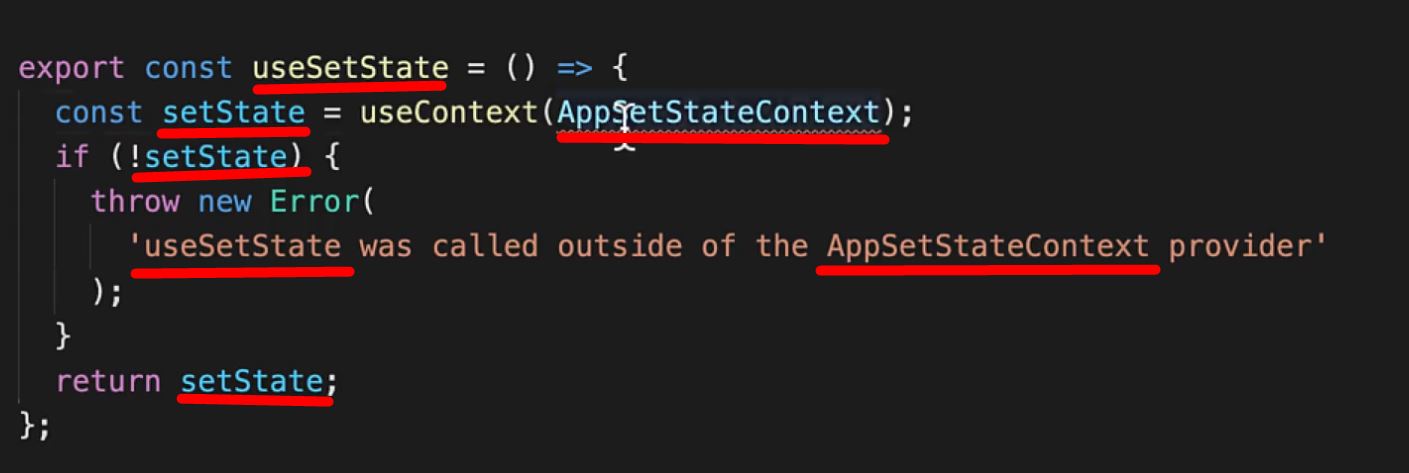 export const useSetState = () => {
const setState = useContext(AppSetStateContext);
if (!setState) {
throw new Error(
'useSetState was called outside of the AppSetStateContext provider'
);
}
return setState;
};